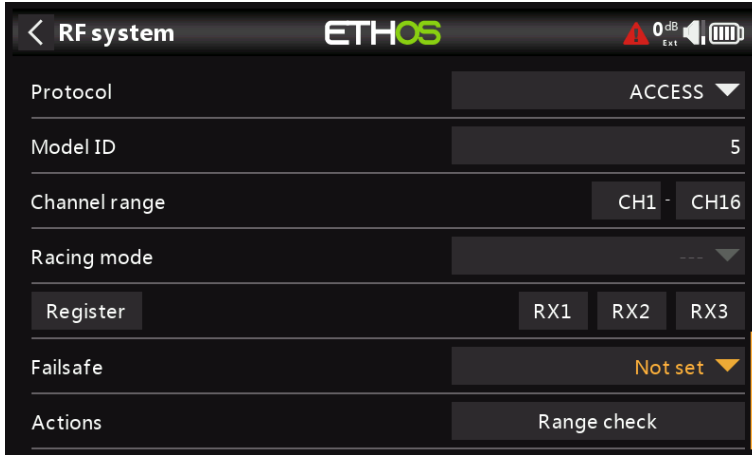 RF system ETHOS 0dB Ext
Protocol ACCESS
Model ID 5
Channel range CH1 - CH16
Racing mode ---
Register RX1 RX2 RX3
Failsafe Not set
Actions Range check